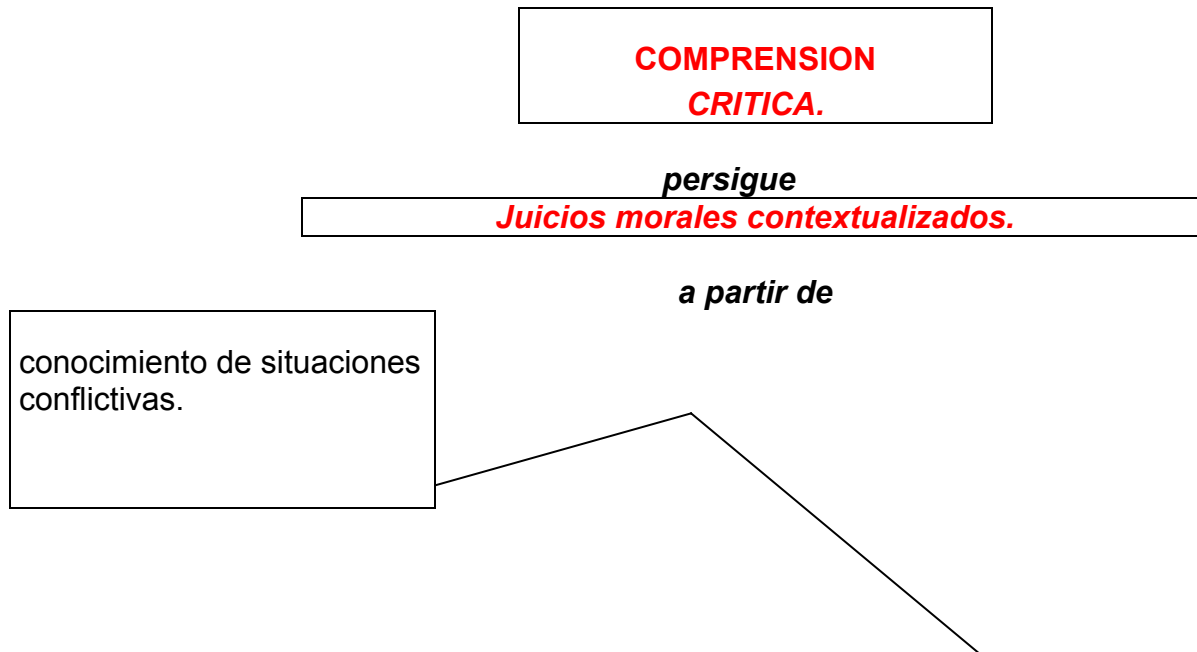 COMPRENSION
CRITICA.
persigue
Juicios morales contextualizados.
a partir de
conocimiento de situaciones
conflictivas.